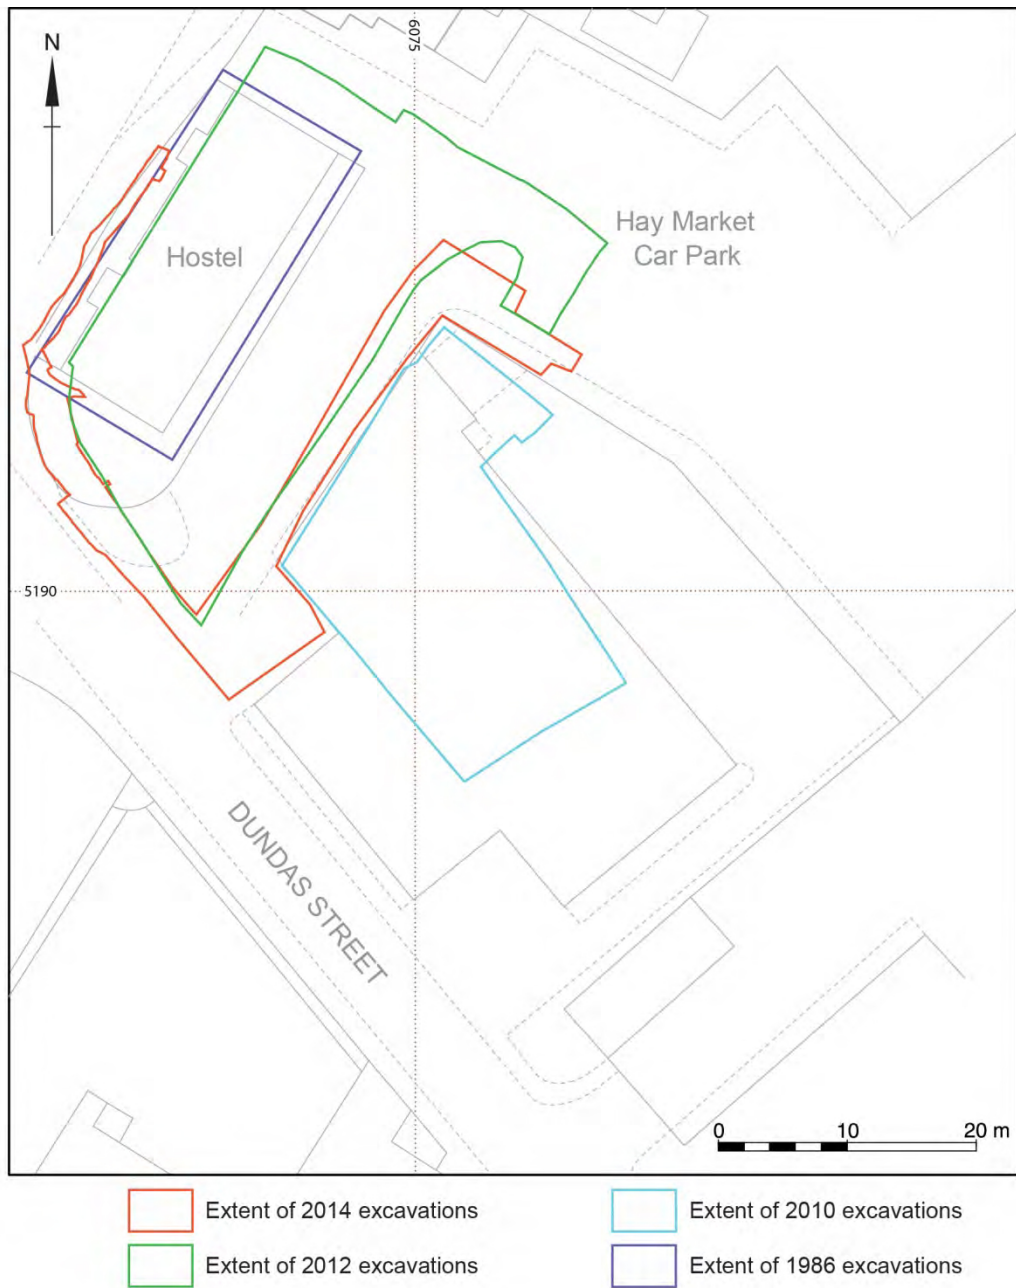 N
6075
Hay Market
Car Park
Hostel
5190
DUNDAS STREET
0 10 20 m
Extent of 2014 excavations
Extent of 2010 excavations
Extent of 2012 excavations
Extent of 1986 excavations